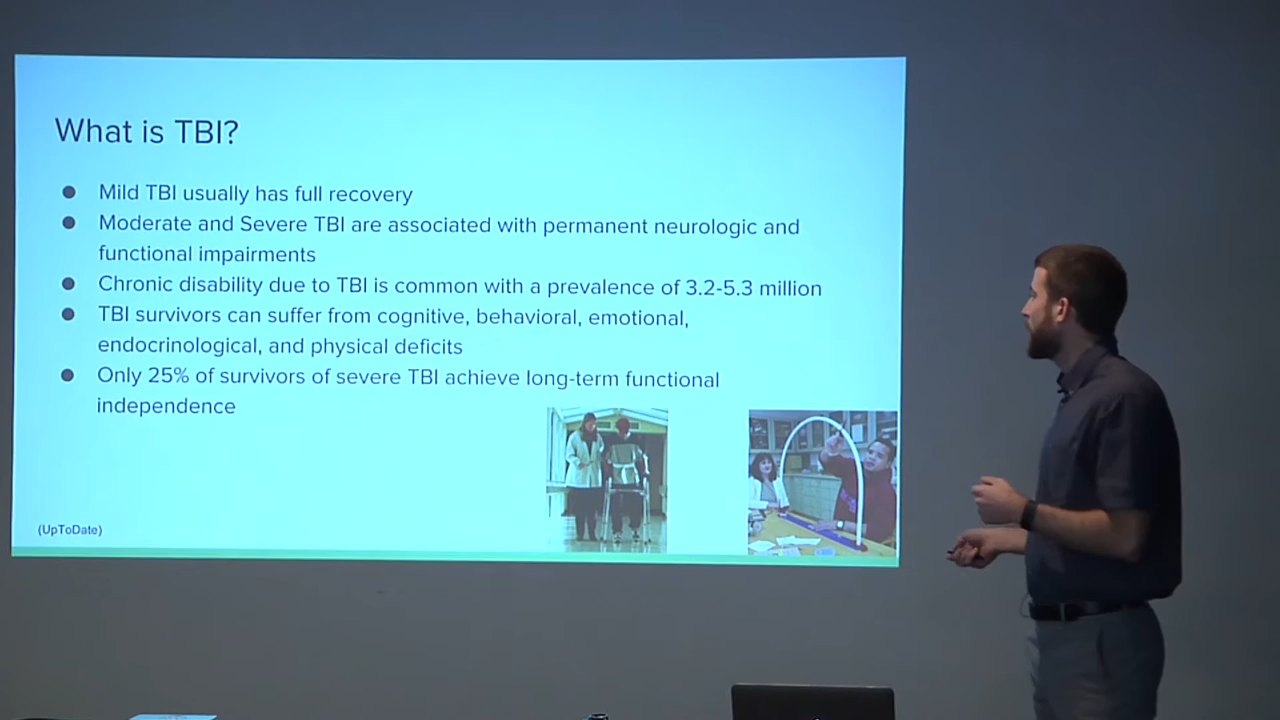 What is TBI?
Mild TBI usually has full recovery
Moderate and Severe TBI are associated with permanent neurologic and
functional impairments
Chronic disability due to TBI is common with a prevalence of 3.2-5.3 million
TBI survivors can suffer from cognitive, behavioral, emotional,
endocrinological, and physical deficits
Only 25% of survivors of severe TBI achieve long-term functional
independence
(UpToDate)